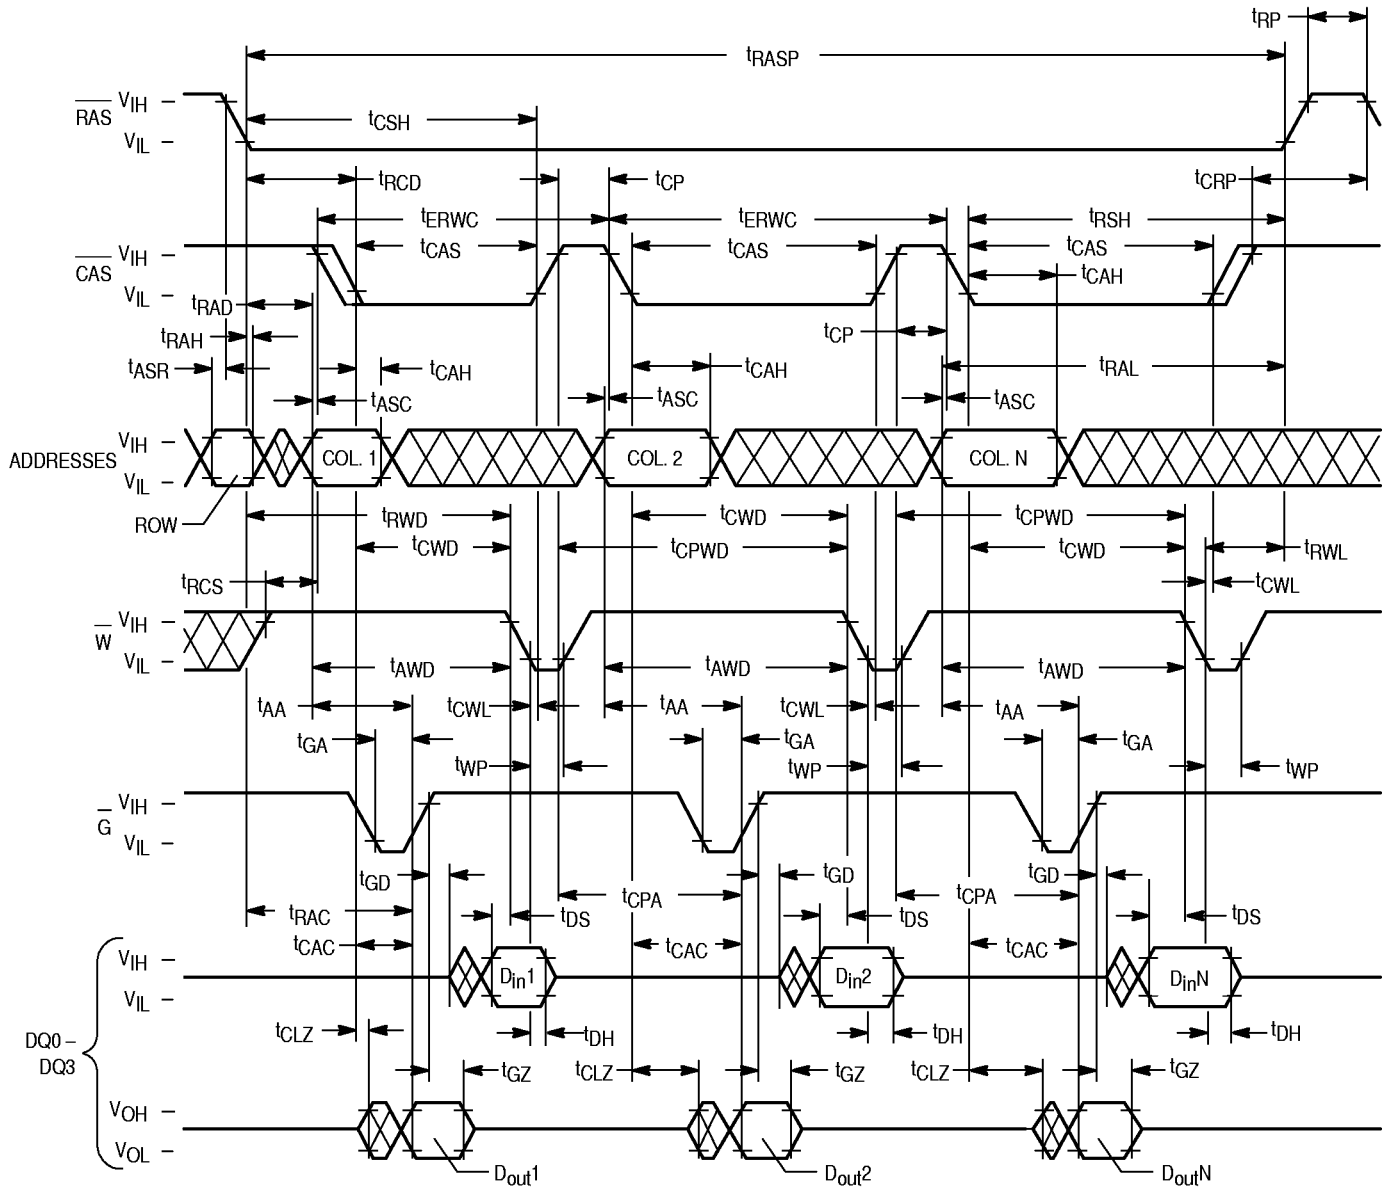 tRP
tRASP
RAS VIH
VIL
tCSH
tRCD tCP tCRP
tERWC tERWC tRSH
CAS VIH
VIL
tCAS tCAS tCAS
tCAH
tRAD
tRAH tCP
tASR tCAH tCAH tRAL
tASC tASC tASC
ADDRESSES VIH
VIL
COL. 1 COL. 2 COL. N
ROW
tRWD tCWD tCPWD
tCWD tCPWD tCWD tRWL
tRCS tCWL
W VIH
VIL
tAWD tAWD tAWD
tAA tCWL tAA tCWL tAA
tGA tGA tGA
tWP tWP tWP
G VIH
VIL
tGD tGD tGD
tCPA tCPA
tRAC tDS tDS tDS
tCAC tCAC tCAC
DQ0 –
DQ3
VIH
VIL
Din1 Din2 DinN
tCLZ tDH tDH tDH
tGZ tCLZ tGZ tCLZ tGZ
VOH
VOL
Dout1 Dout2 DoutN